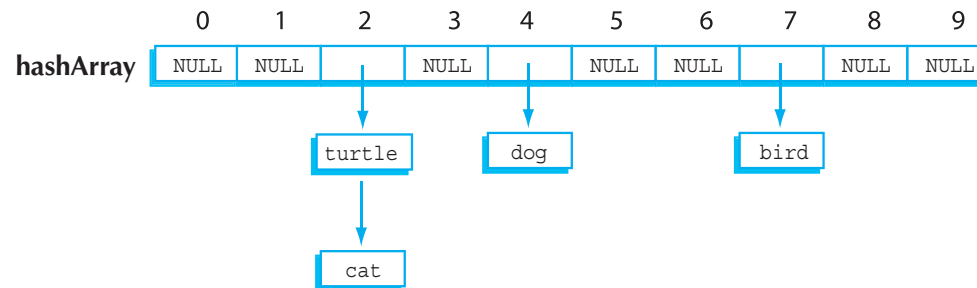 0 1 2 3 4 5 6 7 8 9
hashArray NULL NULL NULL NULL NULL NULL NULL
turtle dog bird
cat